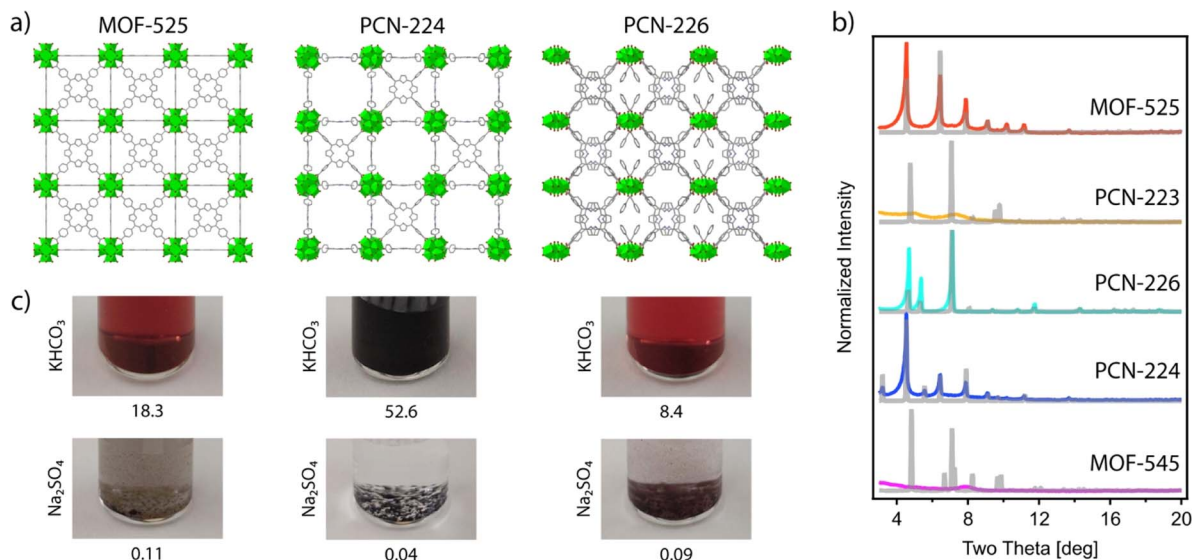 a)
MOF-525
PCN-224
PCN-226
b)
Normalized Intensity
MOF-525
PCN-223
PCN-226
PCN-224
MOF-545
4
8
12
16
20
Two Theta [deg]
c)
KHCO₃
18.3
KHCO₃
52.6
KHCO₃
8.4
Na₂SO₄
0.11
Na₂SO₄
0.04
Na₂SO₄
0.09